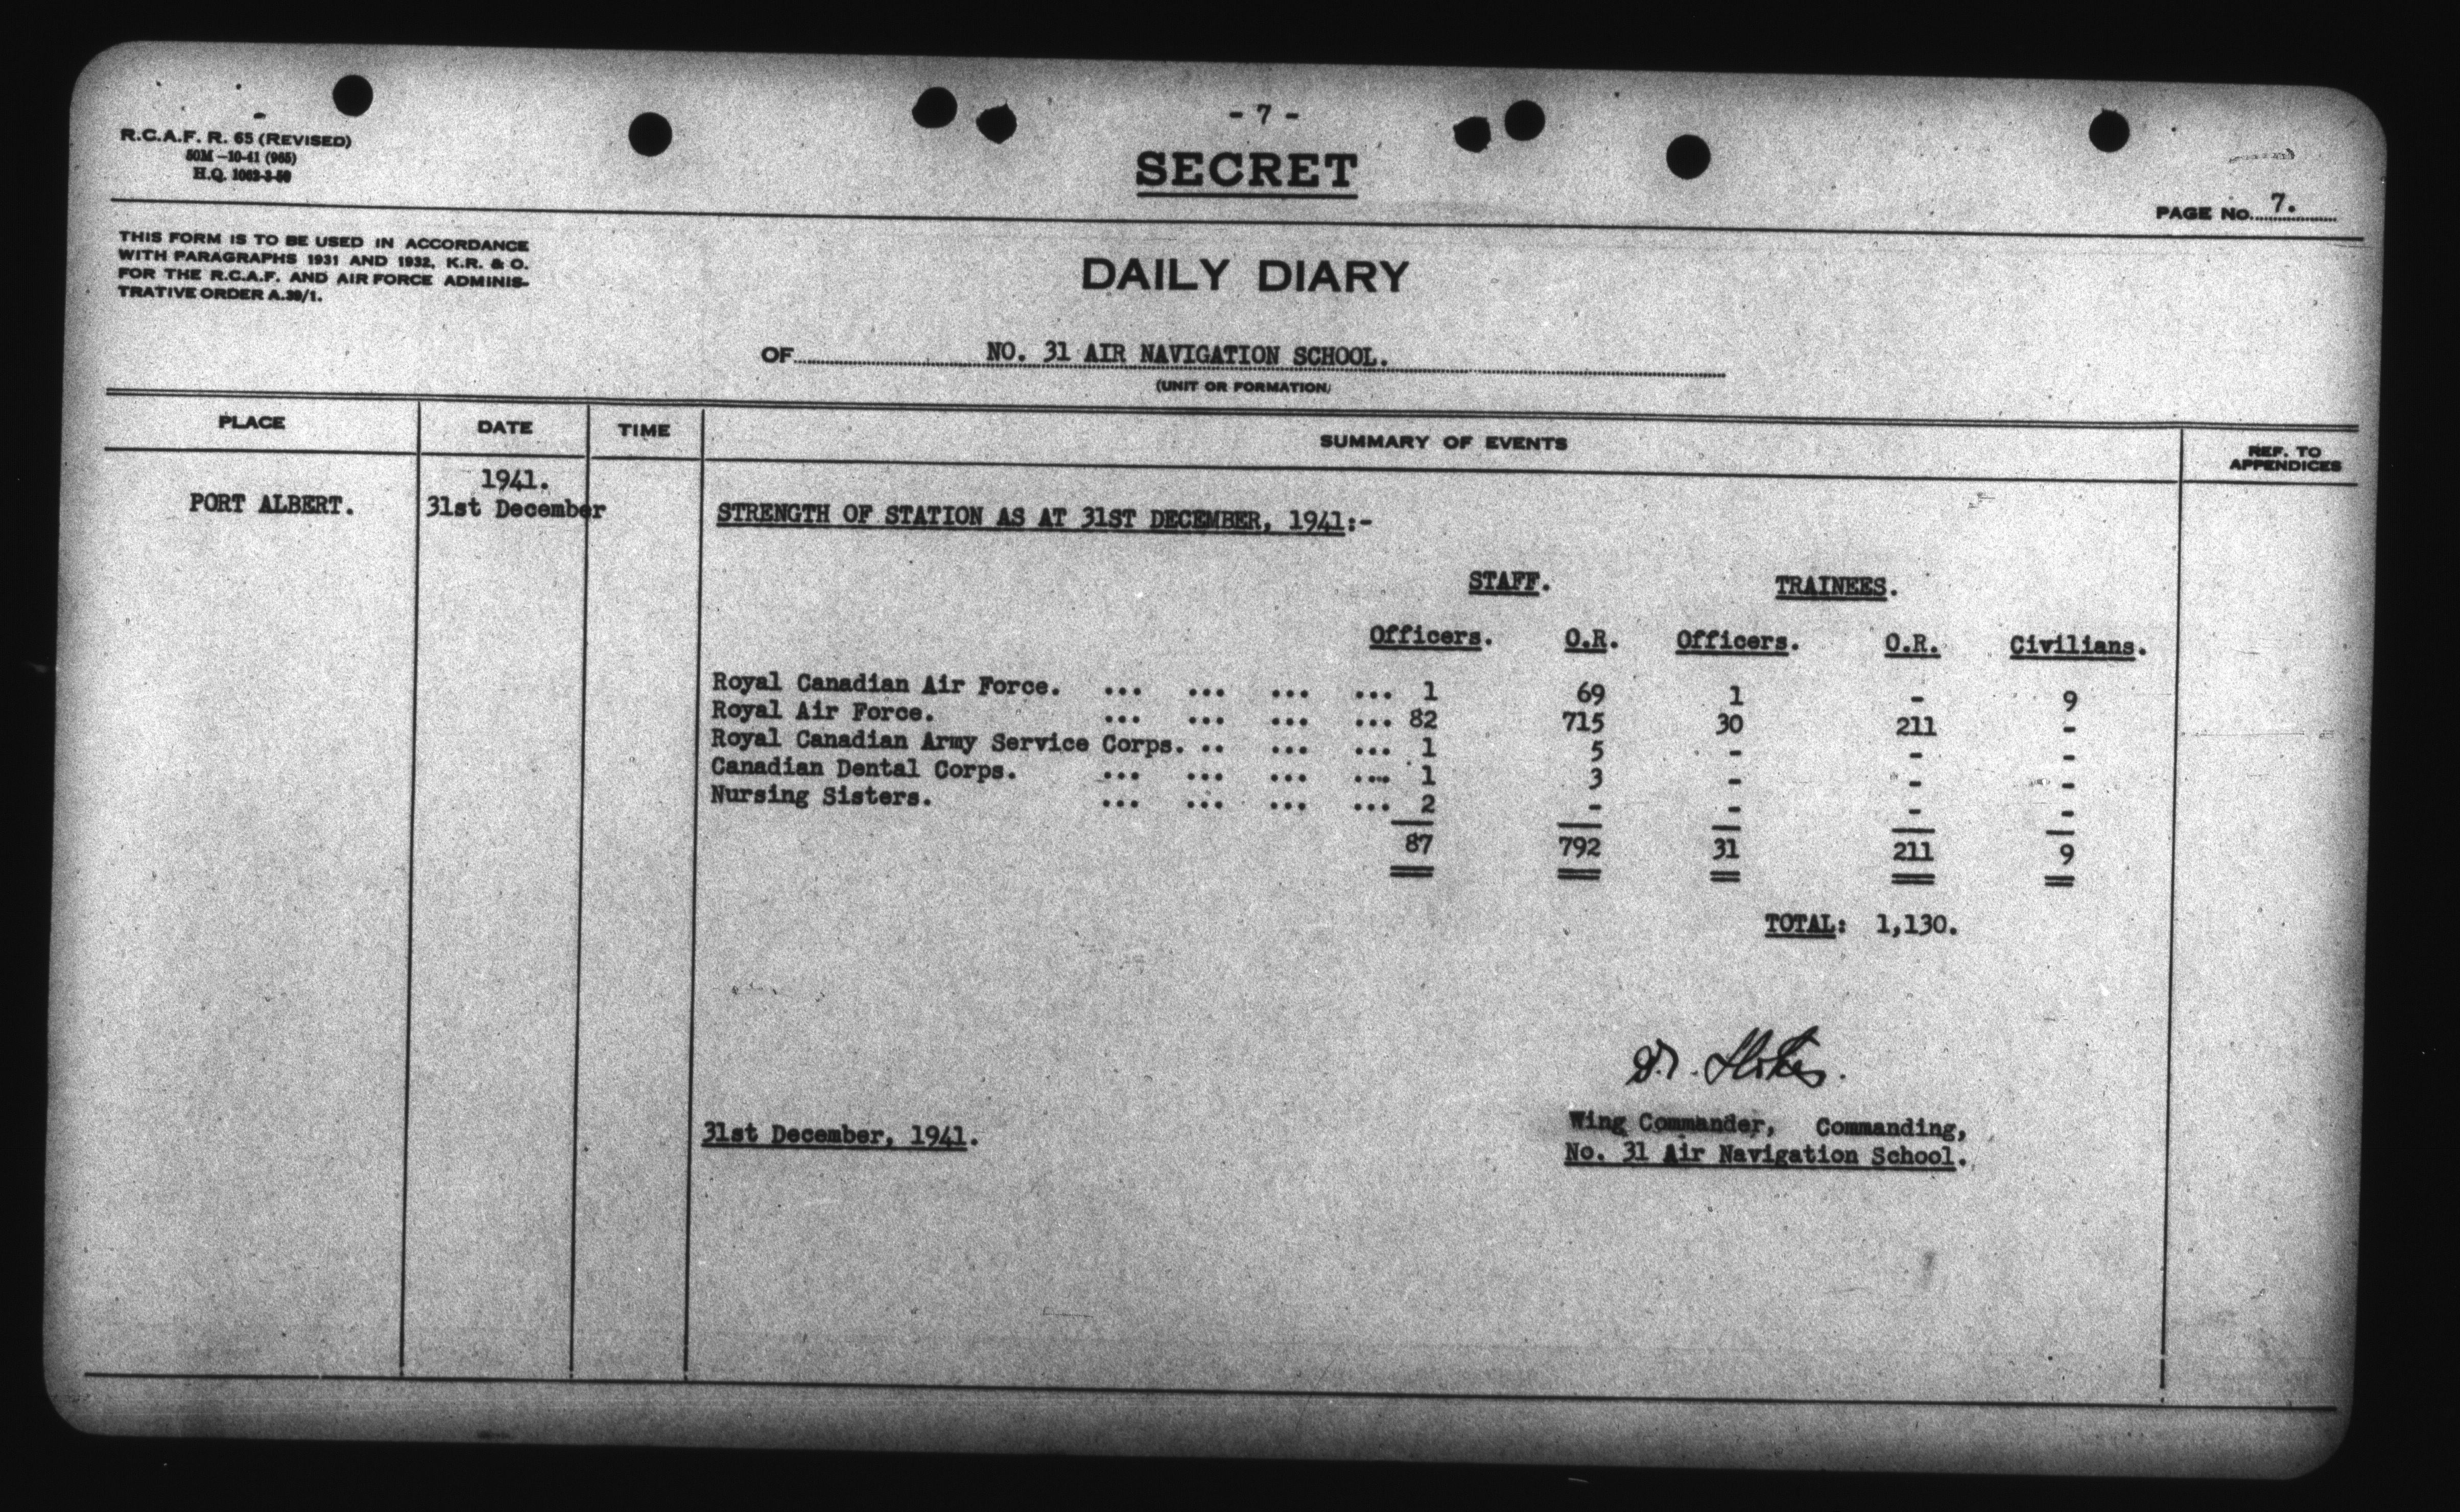 - 7 -
SECRET
R.C.A.F. R. 65 (REVISED)
50M—10-41 (965)
H.Q. 1062-3-50
PAGE No. 7.
THIS FORM IS TO BE USED IN ACCORDANCE
WITH PARAGRAPHS 1931 AND 1932, K.R. & O.
FOR THE R.C.A.F. AND AIR FORCE ADMINIS-
TRATIVE ORDER A.39/1.
DAILY DIARY
OF NO. 31 AIR NAVIGATION SCHOOL.
(UNIT OR FORMATION)
PLACE DATE TIME SUMMARY OF EVENTS REF. TO
APPENDICES
1941.
PORT ALBERT. 31st December STRENGTH OF STATION AS AT 31ST DECEMBER, 1941:-
STAFF. TRAINEES.
Officers. O.R. Officers. O.R. Civilians.
Royal Canadian Air Force. ... ... ... ... 1 69 1 - 9
Royal Air Force. ... ... ... ... 82 715 30 211 -
Royal Canadian Army Service Corps. .. ... ... 1 5 - - -
Canadian Dental Corps. ... ... ... ... 1 3 - - -
Nursing Sisters. ... ... ... ... 2 - - - -
87 792 31 211 9
TOTAL: 1,130.
31st December, 1941.
Wing Commander, Commanding,
No. 31 Air Navigation School.